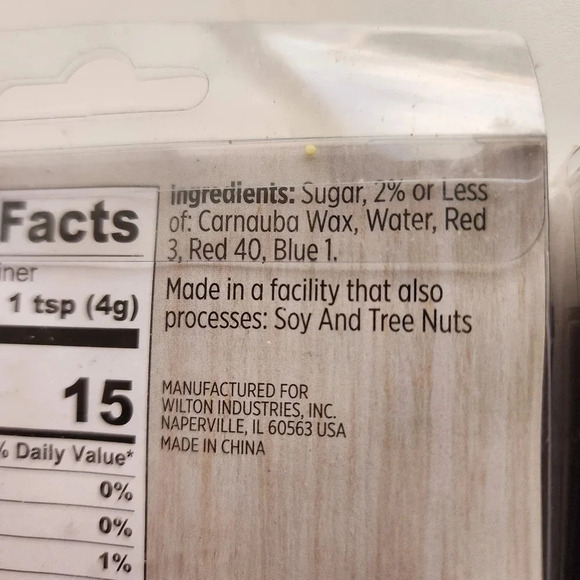 Facts
iner
1 tsp (4g)
15
% Daily Value*
0%
0%
1%
Ingredients: Sugar, 2% or Less
of: Carnauba Wax, Water, Red
3, Red 40, Blue 1.
Made in a facility that also
processes: Soy And Tree Nuts
MANUFACTURED FOR
WILTON INDUSTRIES, INC.
NAPERVILLE, IL 60563 USA
MADE IN CHINA